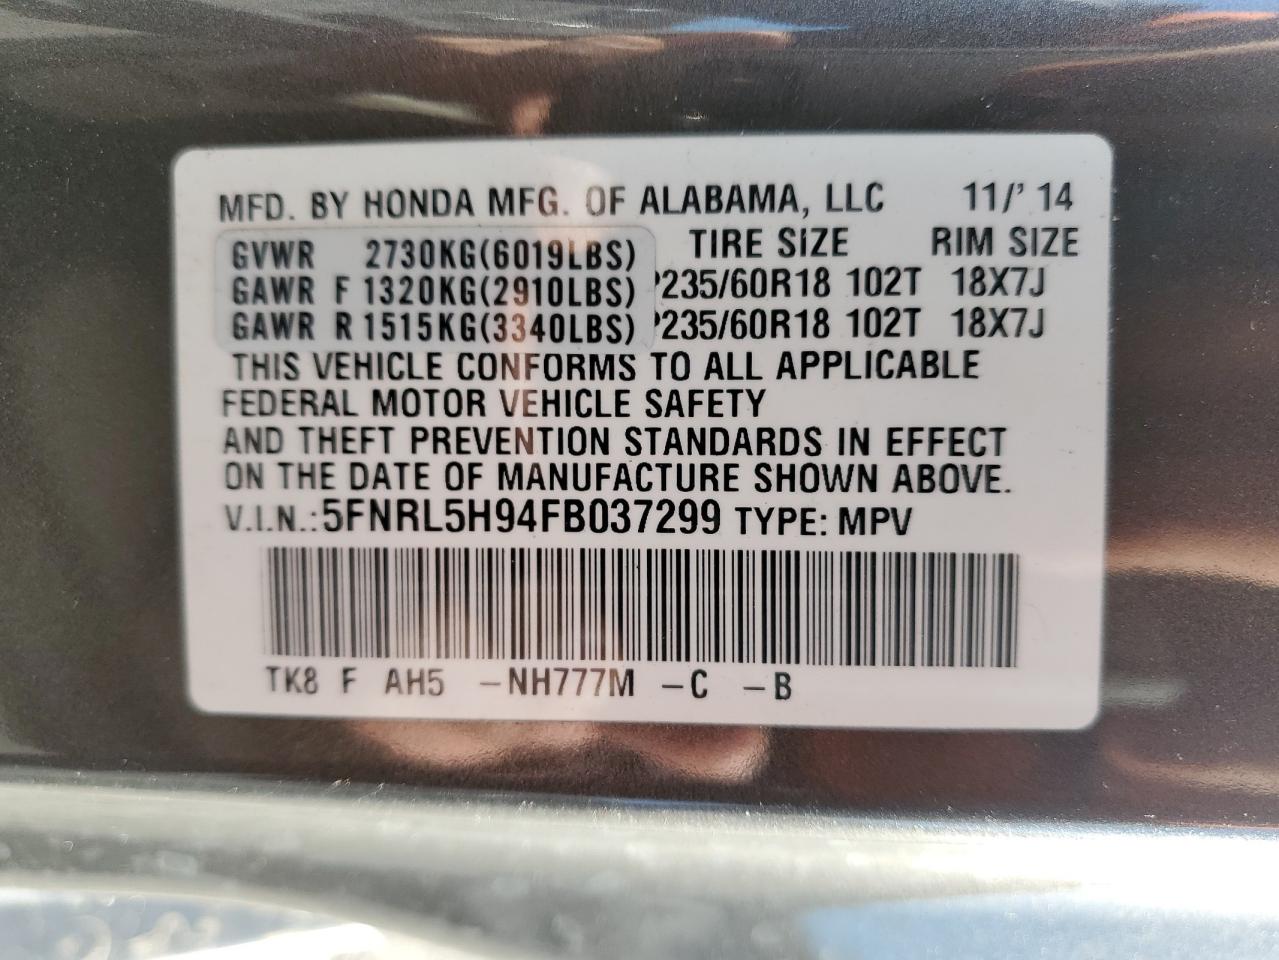 MFD. BY HONDA MFG. OF ALABAMA, LLC 11/' 14
GVWR 2730KG(6019LBS) TIRE SIZE RIM SIZE
GAWR F 1320KG(2910LBS) P235/60R18 102T 18X7J
GAWR R 1515KG(3340LBS) P235/60R18 102T 18X7J
THIS VEHICLE CONFORMS TO ALL APPLICABLE
FEDERAL MOTOR VEHICLE SAFETY
AND THEFT PREVENTION STANDARDS IN EFFECT
ON THE DATE OF MANUFACTURE SHOWN ABOVE.
V.I.N.:5FNRL5H94FB037299 TYPE: MPV
TK8 F AH5 -NH777M -C -B